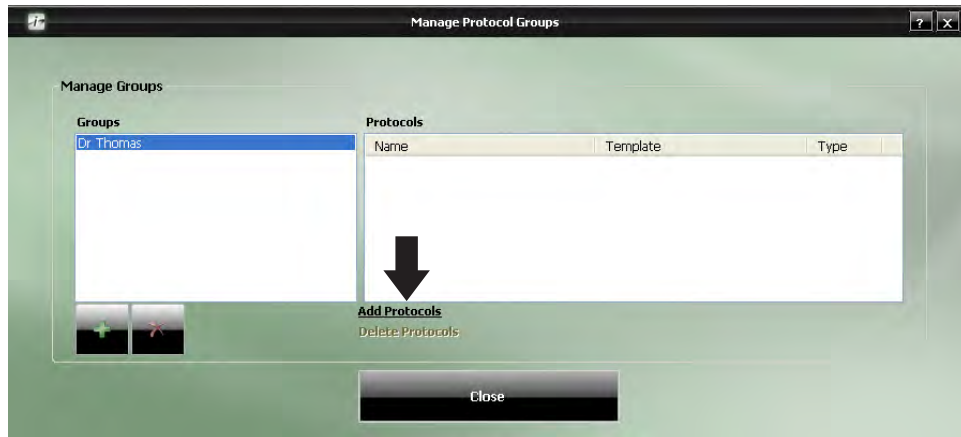 Manage Protocol Groups
? x
Manage Groups
Groups
Protocols
Dr Thomas
Name Template Type
Add Protocols
Delete Protocols
Close